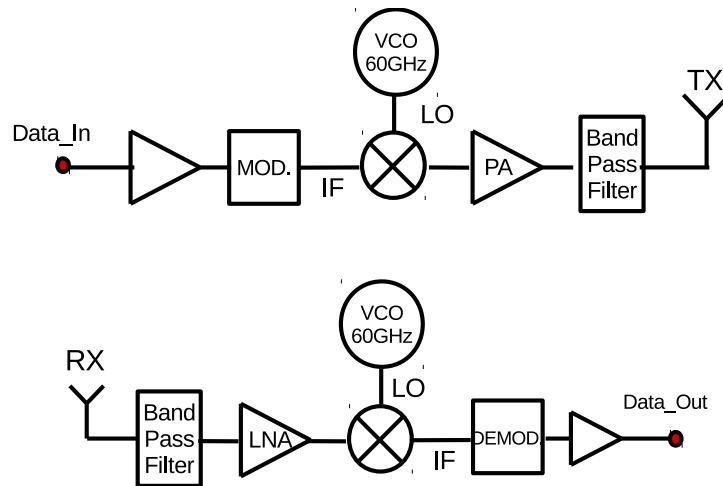 VCO
60GHz
TX
LO
Data_In
MOD.
IF
PA
Band
Pass
Filter
VCO
60GHz
RX
LO
Band
Pass
Filter
LNA
IF
DEMOD.
Data_Out